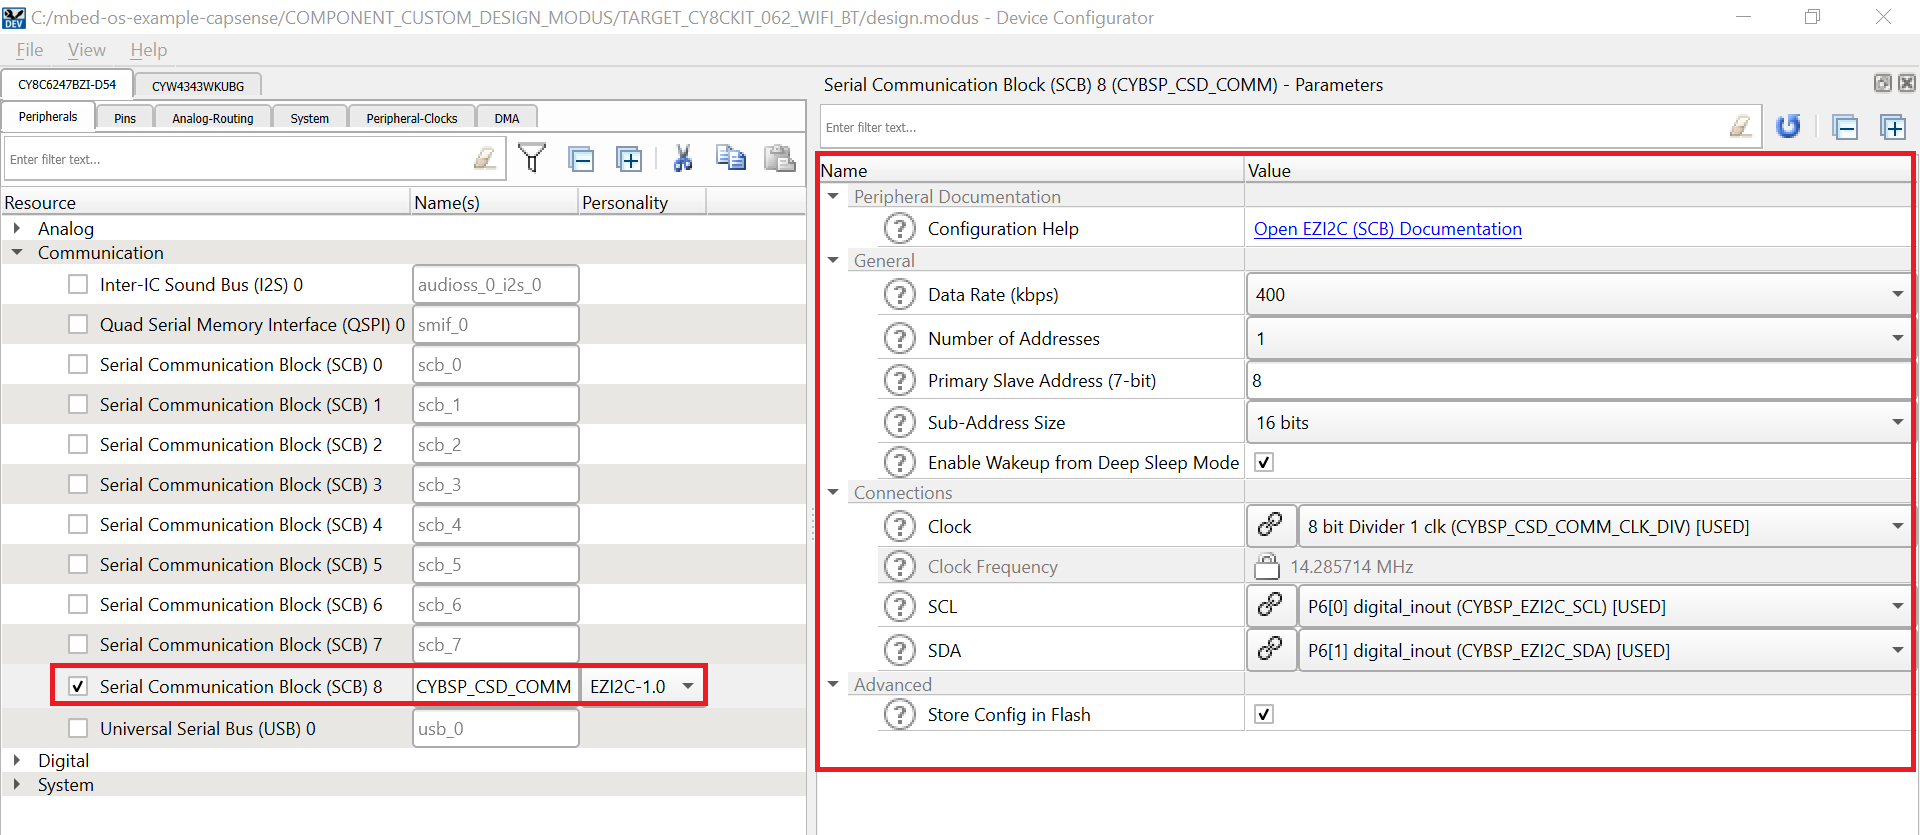 DEV C:/mbed-os-example-capsense/COMPONENT_CUSTOM_DESIGN_MODUS/TARGET_CY8CKIT_062_WIFI_BT/design.modus - Device Configurator
File View Help
CY8C6247BZI-D54 CYW4343WKUBG
Peripherals Pins Analog-Routing System Peripheral-Clocks DMA
Enter filter text...
Resource Name(s) Personality
Analog
Communication
Inter-IC Sound Bus (I2S) 0 audioss_0_i2s_0
Quad Serial Memory Interface (QSPI) 0 smif_0
Serial Communication Block (SCB) 0 scb_0
Serial Communication Block (SCB) 1 scb_1
Serial Communication Block (SCB) 2 scb_2
Serial Communication Block (SCB) 3 scb_3
Serial Communication Block (SCB) 4 scb_4
Serial Communication Block (SCB) 5 scb_5
Serial Communication Block (SCB) 6 scb_6
Serial Communication Block (SCB) 7 scb_7
Serial Communication Block (SCB) 8 CYBSP_CSD_COMM EZI2C-1.0
Universal Serial Bus (USB) 0 usb_0
Digital
System
Serial Communication Block (SCB) 8 (CYBSP_CSD_COMM) - Parameters
Enter filter text...
Name Value
Peripheral Documentation
? Configuration Help Open EZI2C (SCB) Documentation
General
? Data Rate (kbps) 400
? Number of Addresses 1
? Primary Slave Address (7-bit) 8
? Sub-Address Size 16 bits
? Enable Wakeup from Deep Sleep Mode
Connections
? Clock 8 bit Divider 1 clk (CYBSP_CSD_COMM_CLK_DIV) [USED]
? Clock Frequency 14.285714 MHz
? SCL P6[0] digital_inout (CYBSP_EZI2C_SCL) [USED]
? SDA P6[1] digital_inout (CYBSP_EZI2C_SDA) [USED]
Advanced
? Store Config in Flash